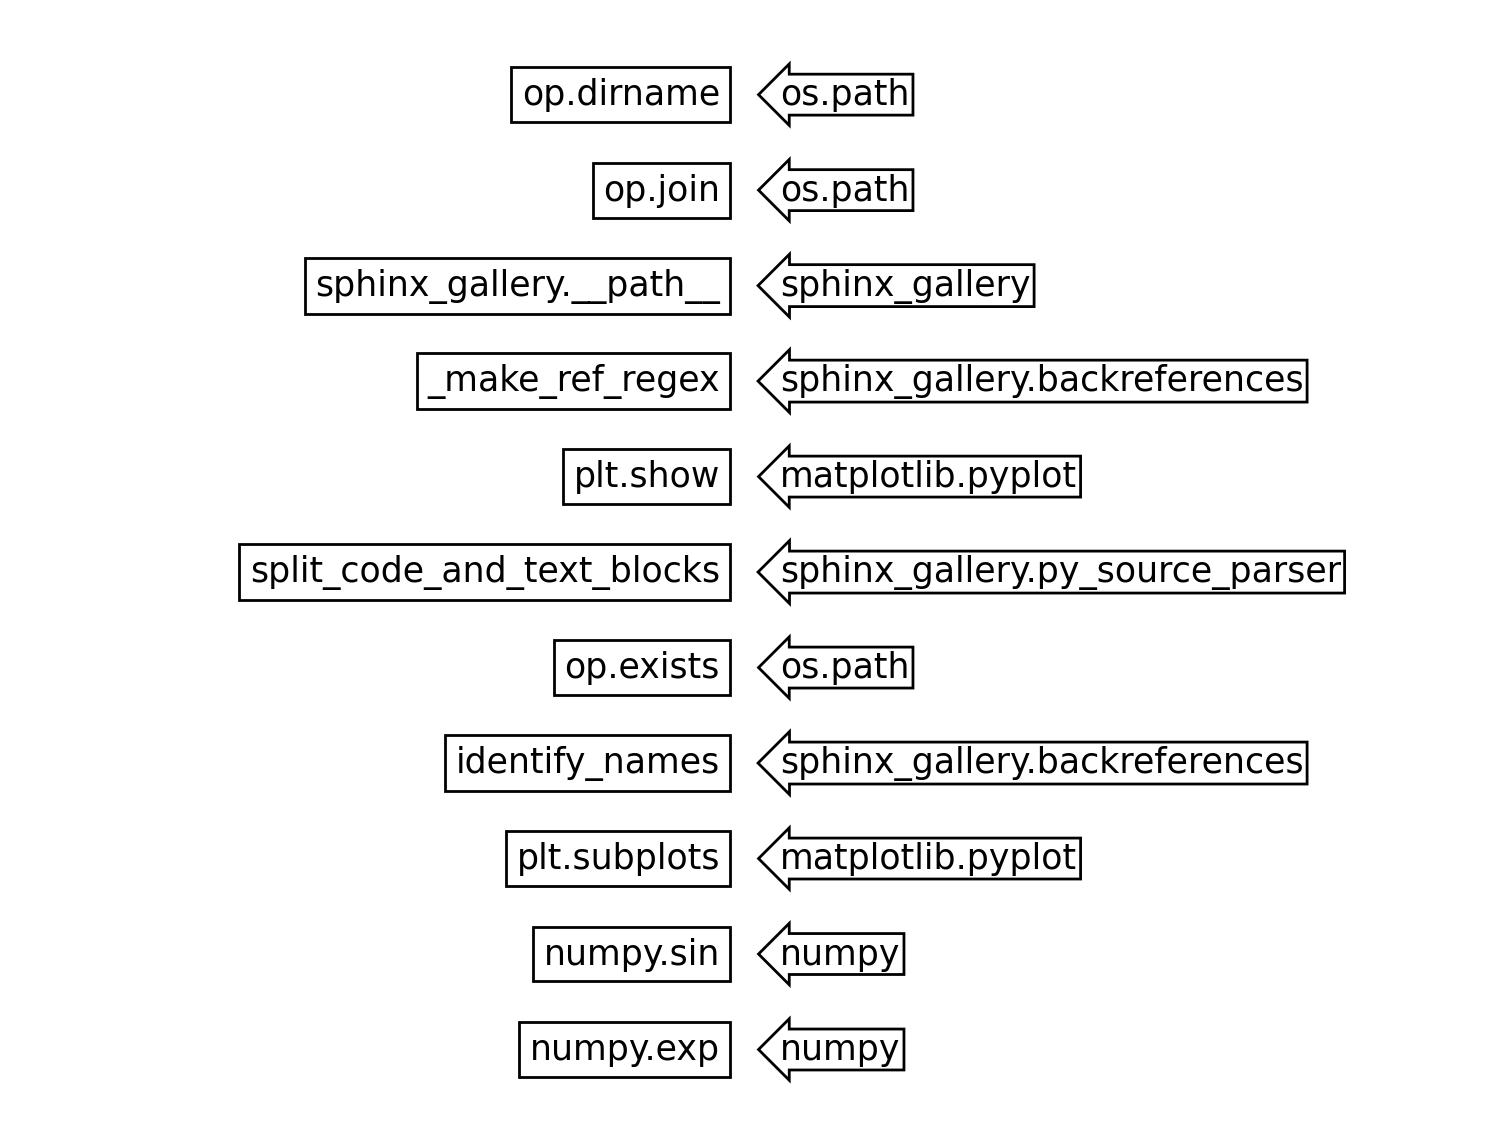 op.dirname os.path
op.join os.path
sphinx_gallery.__path__ sphinx_gallery
_make_ref_regex sphinx_gallery.backreferences
plt.show matplotlib.pyplot
split_code_and_text_blocks sphinx_gallery.py_source_parser
op.exists os.path
identify_names sphinx_gallery.backreferences
plt.subplots matplotlib.pyplot
numpy.sin numpy
numpy.exp numpy